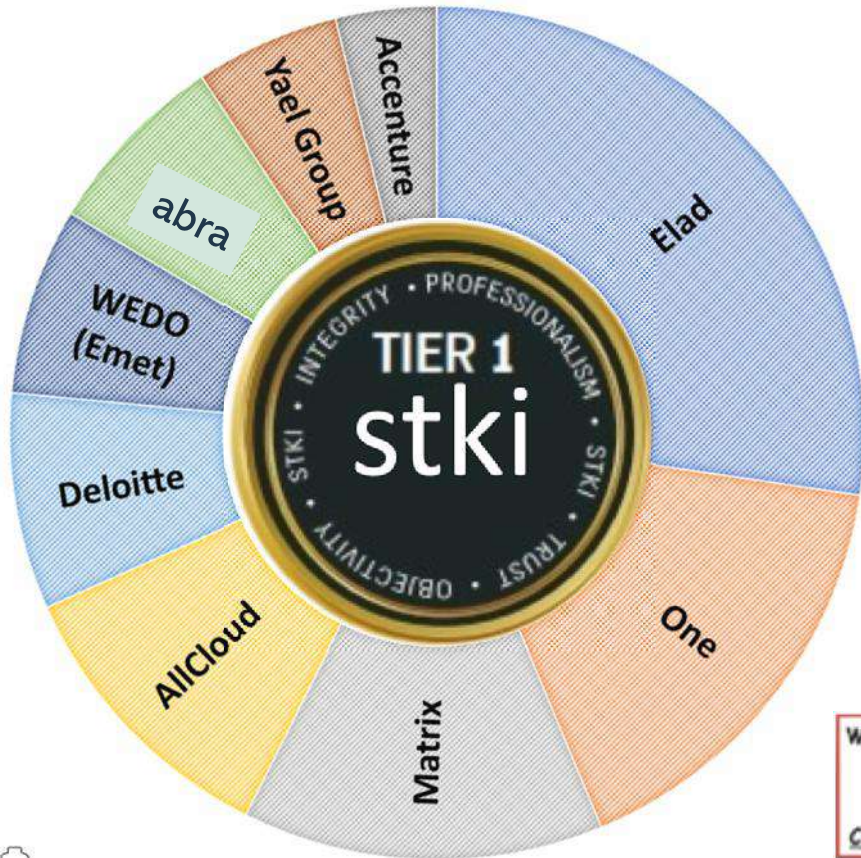 Accenture
Elad
One
Matrix
AllCloud
Deloitte
WEDO
(Emet)
abra
Yael Group
TIER 1
stki
INTEGRITY • PROFESSIONALISM • STKI • TRUST • OBJECTIVITY • STKI •
W
C